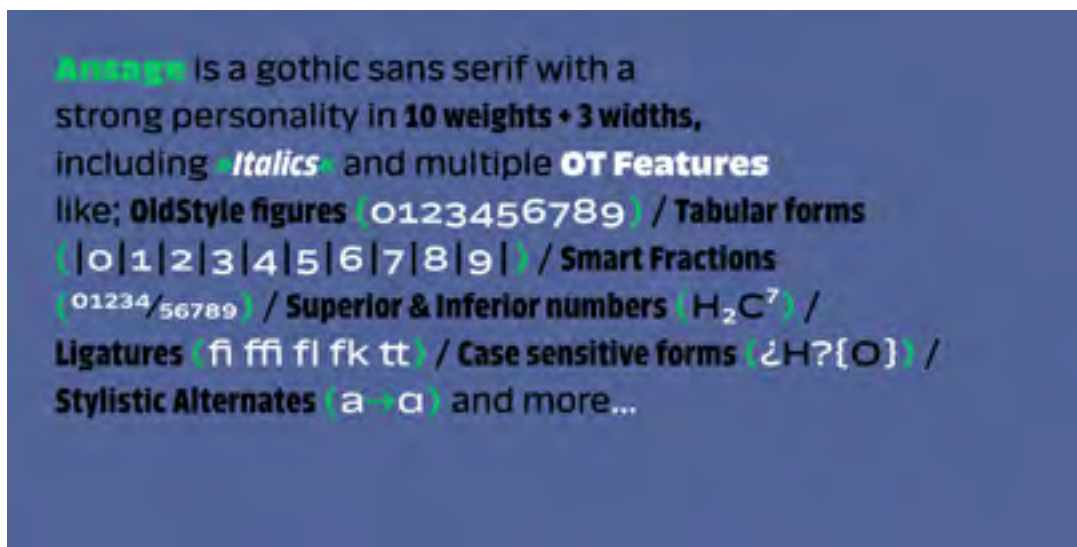 Ansage is a gothic sans serif with a
strong personality in 10 weights + 3 widths,
including »Italics« and multiple OT Features
like; OldStyle figures (0123456789) / Tabular forms
(|0|1|2|3|4|5|6|7|8|9|) / Smart Fractions
(⁰¹²³⁴/₅₆₇₈₉) / Superior & Inferior numbers (H₂C⁷) /
Ligatures (fi ffi fl fk tt) / Case sensitive forms (¿H?{O}) /
Stylistic Alternates (a→ɑ) and more...